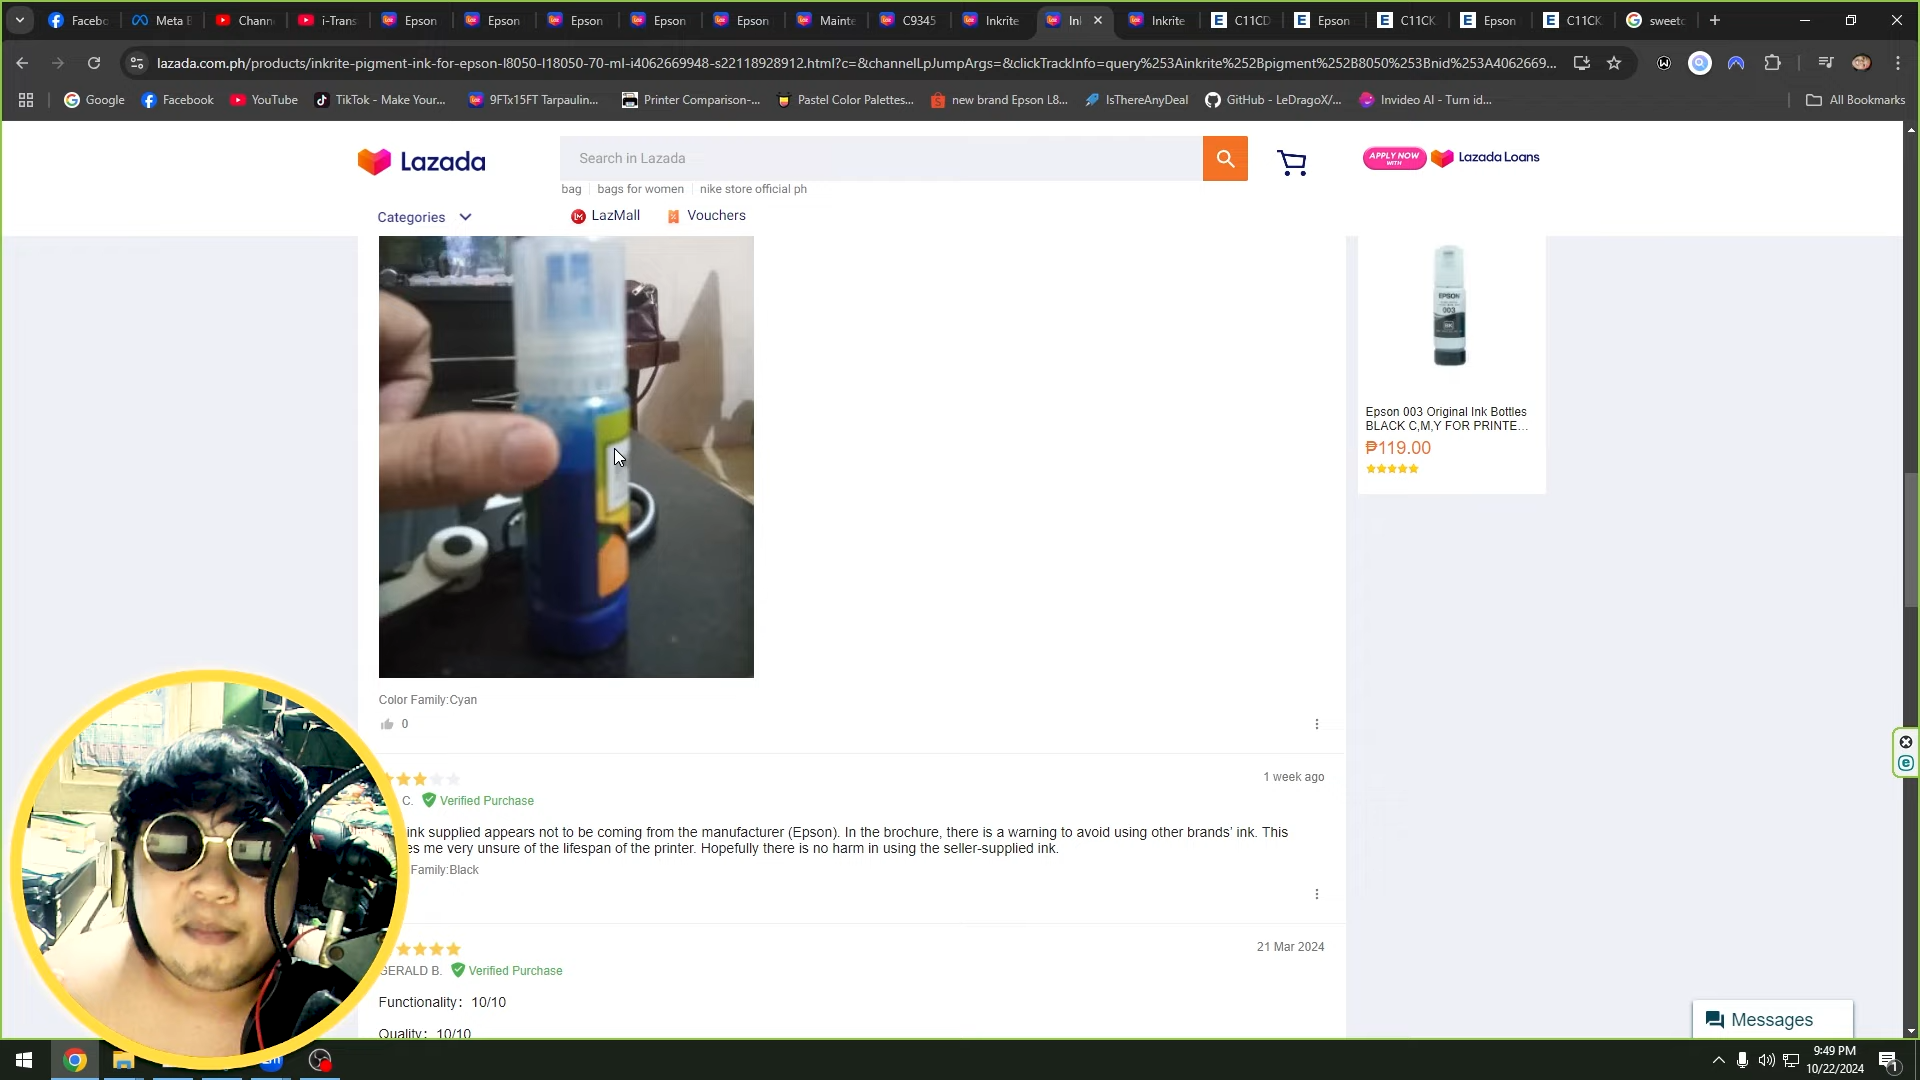 Facebo
Meta B
Chann
i-Trans
Epson
Epson
Epson
Epson
Epson
Mainte
C9345
Inkrite
Ink
Inkrite
C11CD
Epson
C11CK
Epson
C11CK
sweetc
lazada.com.ph/products/inkrite-pigment-ink-for-epson-l8050-l18050-70-ml-i4062669948-s22118928912.html?c=&channelLpJumpArgs=&clickTrackInfo=query%253Ainkrite%252Bpigment%252B8050%253Bnid%253A4062669...
Google
Facebook
YouTube
TikTok - Make Your...
9FTx15FT Tarpaulin...
Printer Comparison-...
Pastel Color Palettes...
new brand Epson L8...
IsThereAnyDeal
GitHub - LeDragoX/...
Invideo AI - Turn id...
All Bookmarks
Lazada
Search in Lazada
APPLY NOW
WITH
Lazada Loans
bag
bags for women
nike store official ph
Categories
LazMall
Vouchers
EPSON
003
BK
Epson 003 Original Ink Bottles
BLACK C,M,Y FOR PRINTE...
₱119.00
Color Family:Cyan
0
1 week ago
C.
Verified Purchase
ink supplied appears not to be coming from the manufacturer (Epson). In the brochure, there is a warning to avoid using other brands' ink. This
es me very unsure of the lifespan of the printer. Hopefully there is no harm in using the seller-supplied ink.
Family:Black
21 Mar 2024
GERALD B.
Verified Purchase
Functionality: 10/10
Quality: 10/10
Messages
9:49 PM
10/22/2024
1